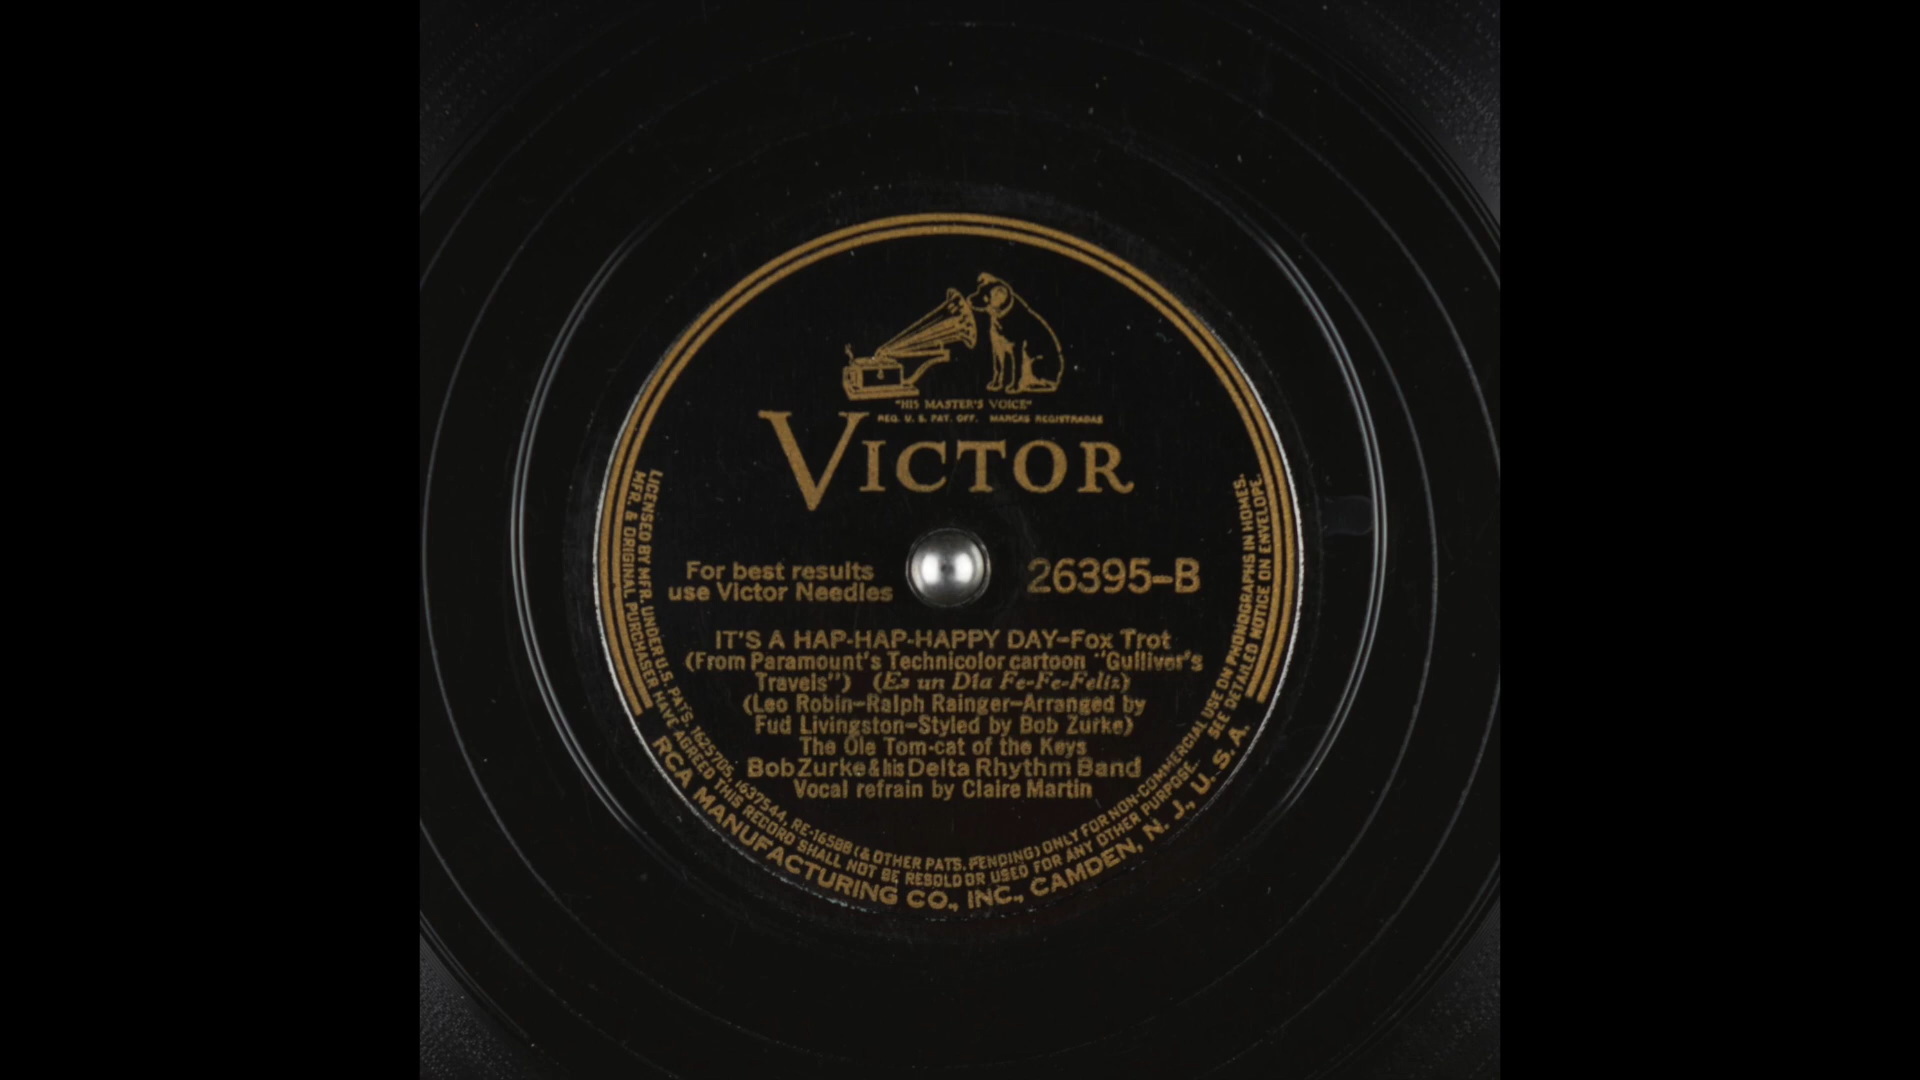 "HIS MASTER'S VOICE"
REG. U. S. PAT. OFF. MARCAS REGISTRADAS
VICTOR
For best results
use Victor Needles
26395-B
IT'S A HAP-HAP-HAPPY DAY-Fox Trot
(From Paramount's Technicolor cartoon "Gulliver's
Travels") (Es un Día Fe-Fe-Feliz)
(Leo Robin-Ralph Rainger-Arranged by
Fud Livingston-Styled by Bob Zurke)
The Ole Tom-cat of the Keys
Bob Zurke & his Delta Rhythm Band
Vocal refrain by Claire Martin
LICENSED BY MFR. UNDER U.S. PATS. 1625705, 1637544, RE-16588 (& OTHER PATS. PENDING) ONLY FOR NON-COMMERCIAL USE ON PHONOGRAPHS IN HOMES.
MFR. & ORIGINAL PURCHASER HAVE AGREED THIS RECORD SHALL NOT BE RESOLD OR USED FOR ANY OTHER PURPOSE. SEE DETAILED NOTICE ON ENVELOPE.
RCA MANUFACTURING CO., INC., CAMDEN, N. J., U. S. A.